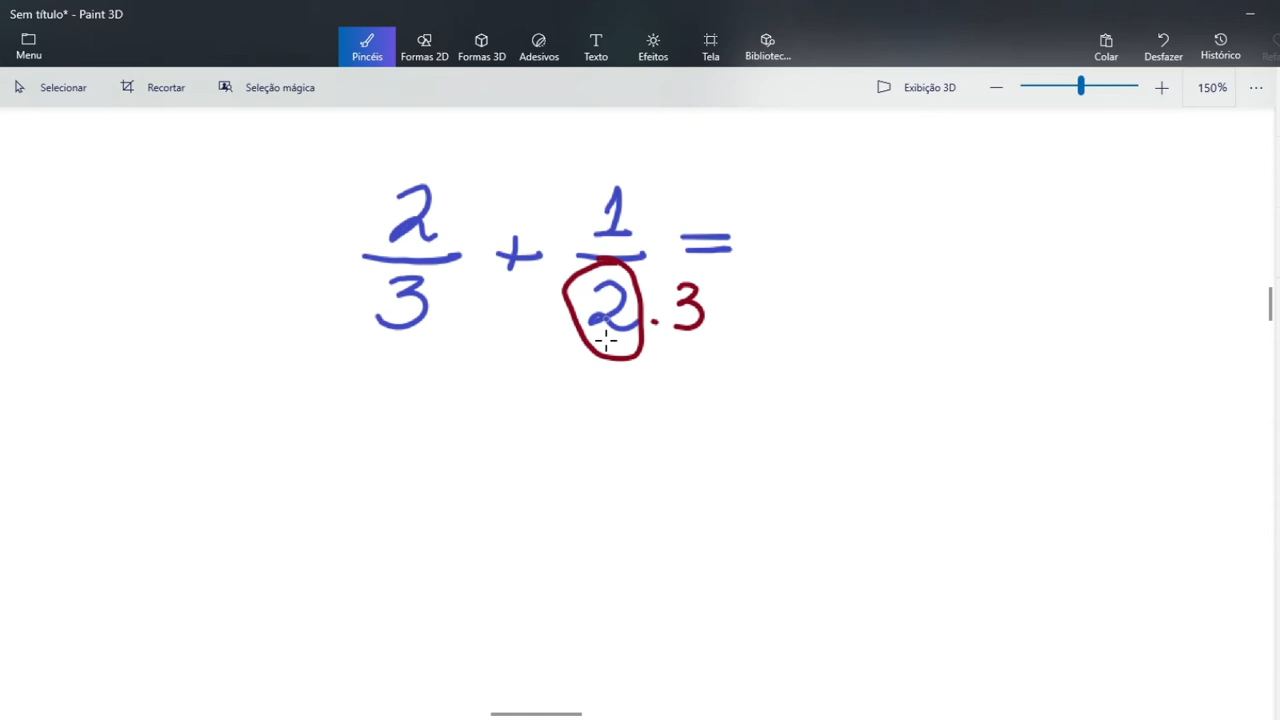 Sem título* - Paint 3D
Menu
Pincéis Formas 2D Formas 3D Adesivos Texto Efeitos Tela Bibliotec... Colar Desfazer Histórico
Selecionar Recortar Seleção mágica Exibição 3D 150%
2 1
+ =
3 2 . 3